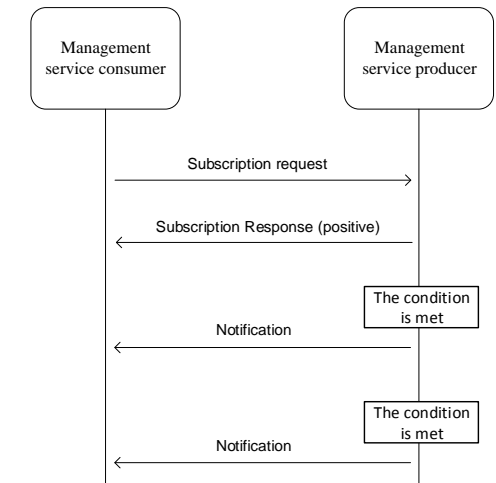 Management
service consumer
Management
service producer
Subscription request
Subscription Response (positive)
The condition
is met
Notification
The condition
is met
Notification